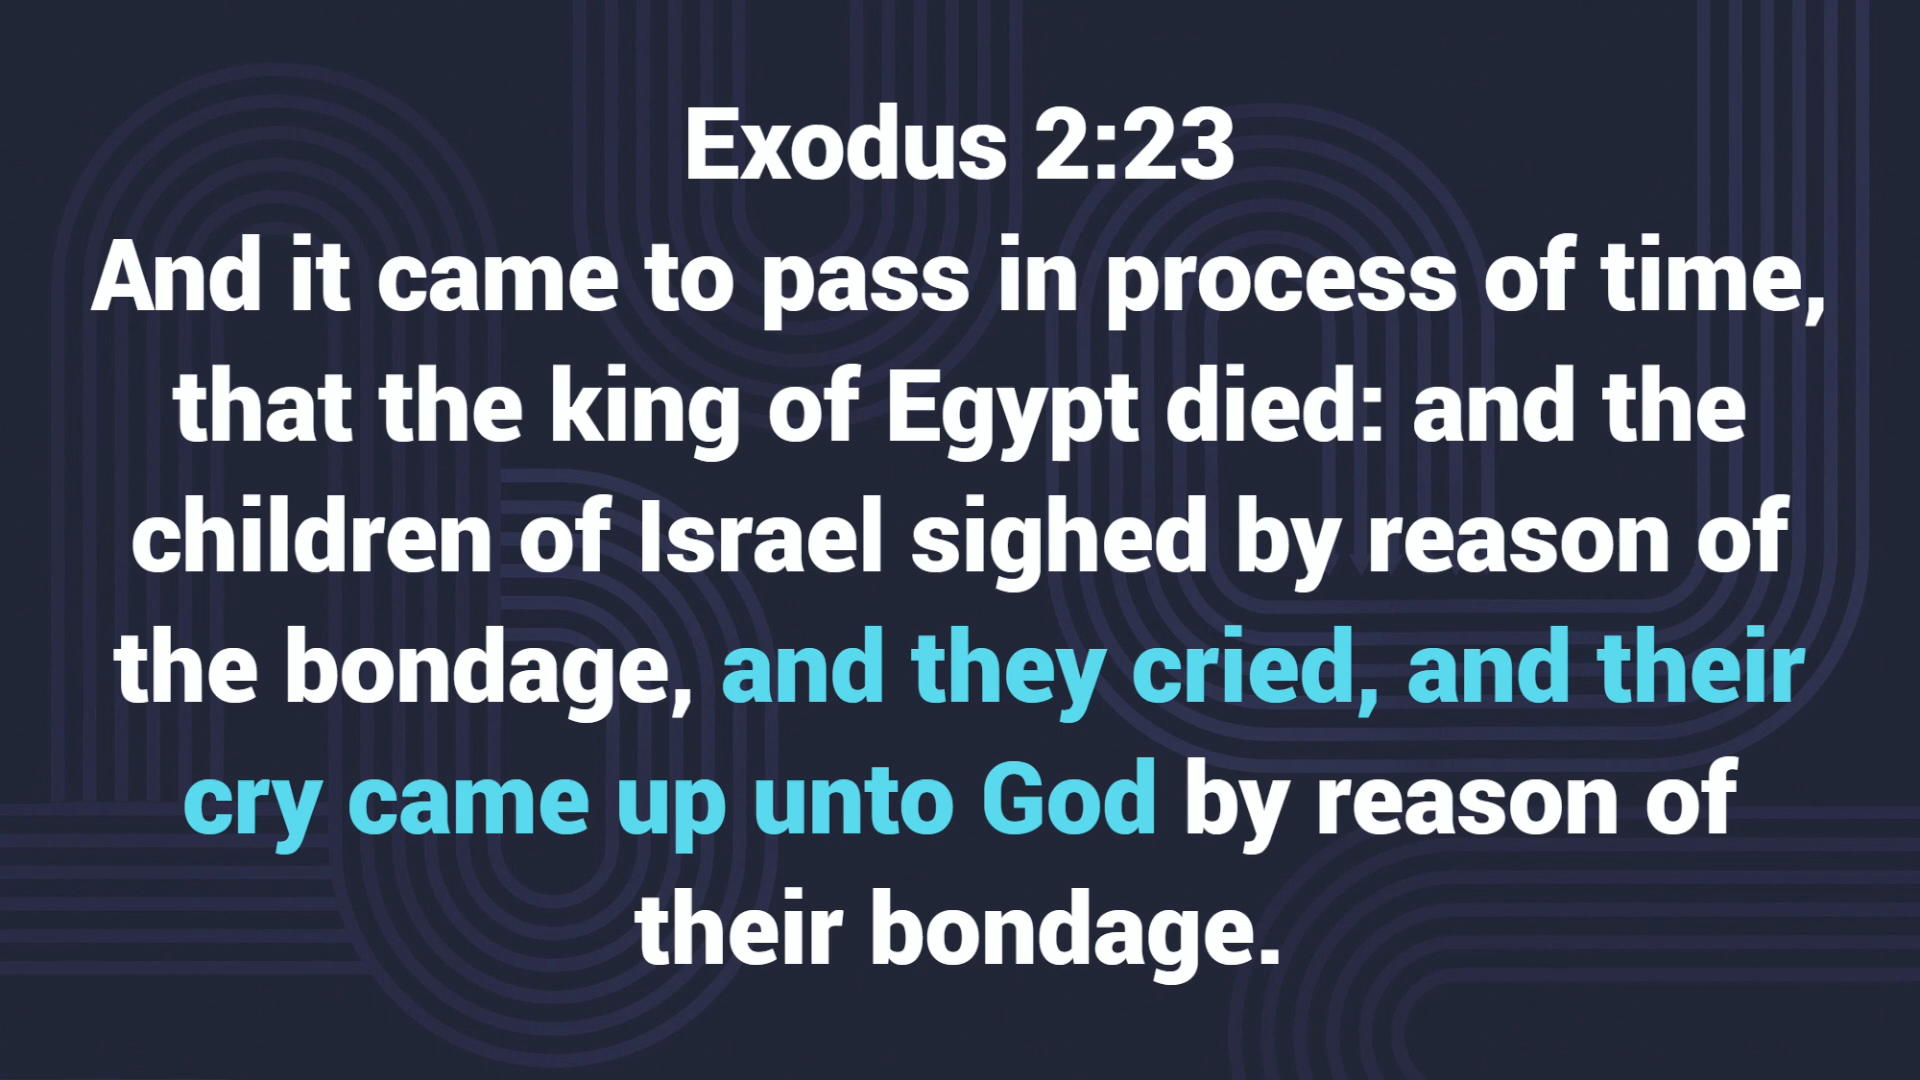 Exodus 2:23
And it came to pass in process of time,
that the king of Egypt died: and the
children of Israel sighed by reason of
the bondage, and they cried, and their
cry came up unto God by reason of
their bondage.